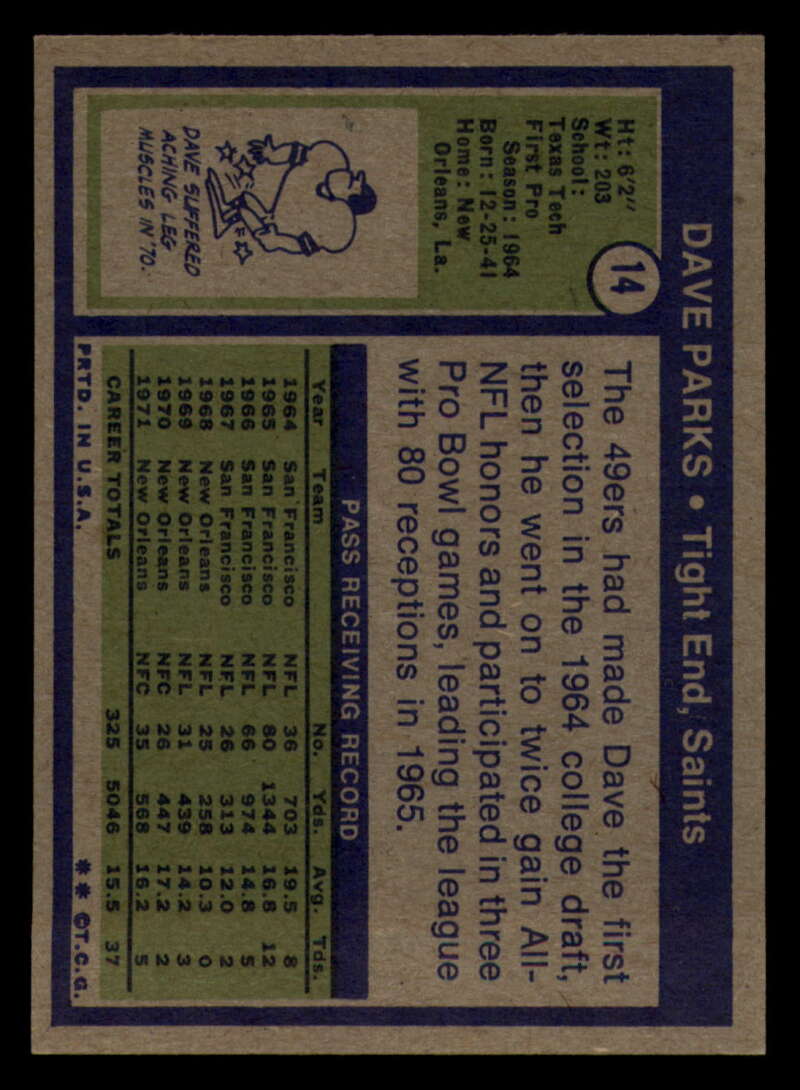 DAVE PARKS • Tight End, Saints
14
Ht: 6'2"
Wt: 203
School:
Texas Tech
First Pro
Season: 1964
Born: 12-25-41
Home: New
Orleans, La.
DAVE SUFFERED
ACHING LEG
MUSCLES IN '70.
The 49ers had made Dave the first
selection in the 1964 college draft,
then he went on to twice gain All-
NFL honors and participated in three
Pro Bowl games, leading the league
with 80 receptions in 1965.
PASS RECEIVING RECORD
Year Team No. Yds. Avg. Tds.
1964 San Francisco NFL 36 703 19.5 8
1965 San Francisco NFL 80 1344 16.8 12
1966 San Francisco NFL 66 974 14.8 5
1967 San Francisco NFL 26 313 12.0 2
1968 New Orleans NFL 25 258 10.3 0
1969 New Orleans NFL 31 439 14.2 3
1970 New Orleans NFC 26 447 17.2 2
1971 New Orleans NFC 35 568 16.2 5
CAREER TOTALS 325 5046 15.5 37
PRTD. IN U.S.A. ** ©T.C.G.